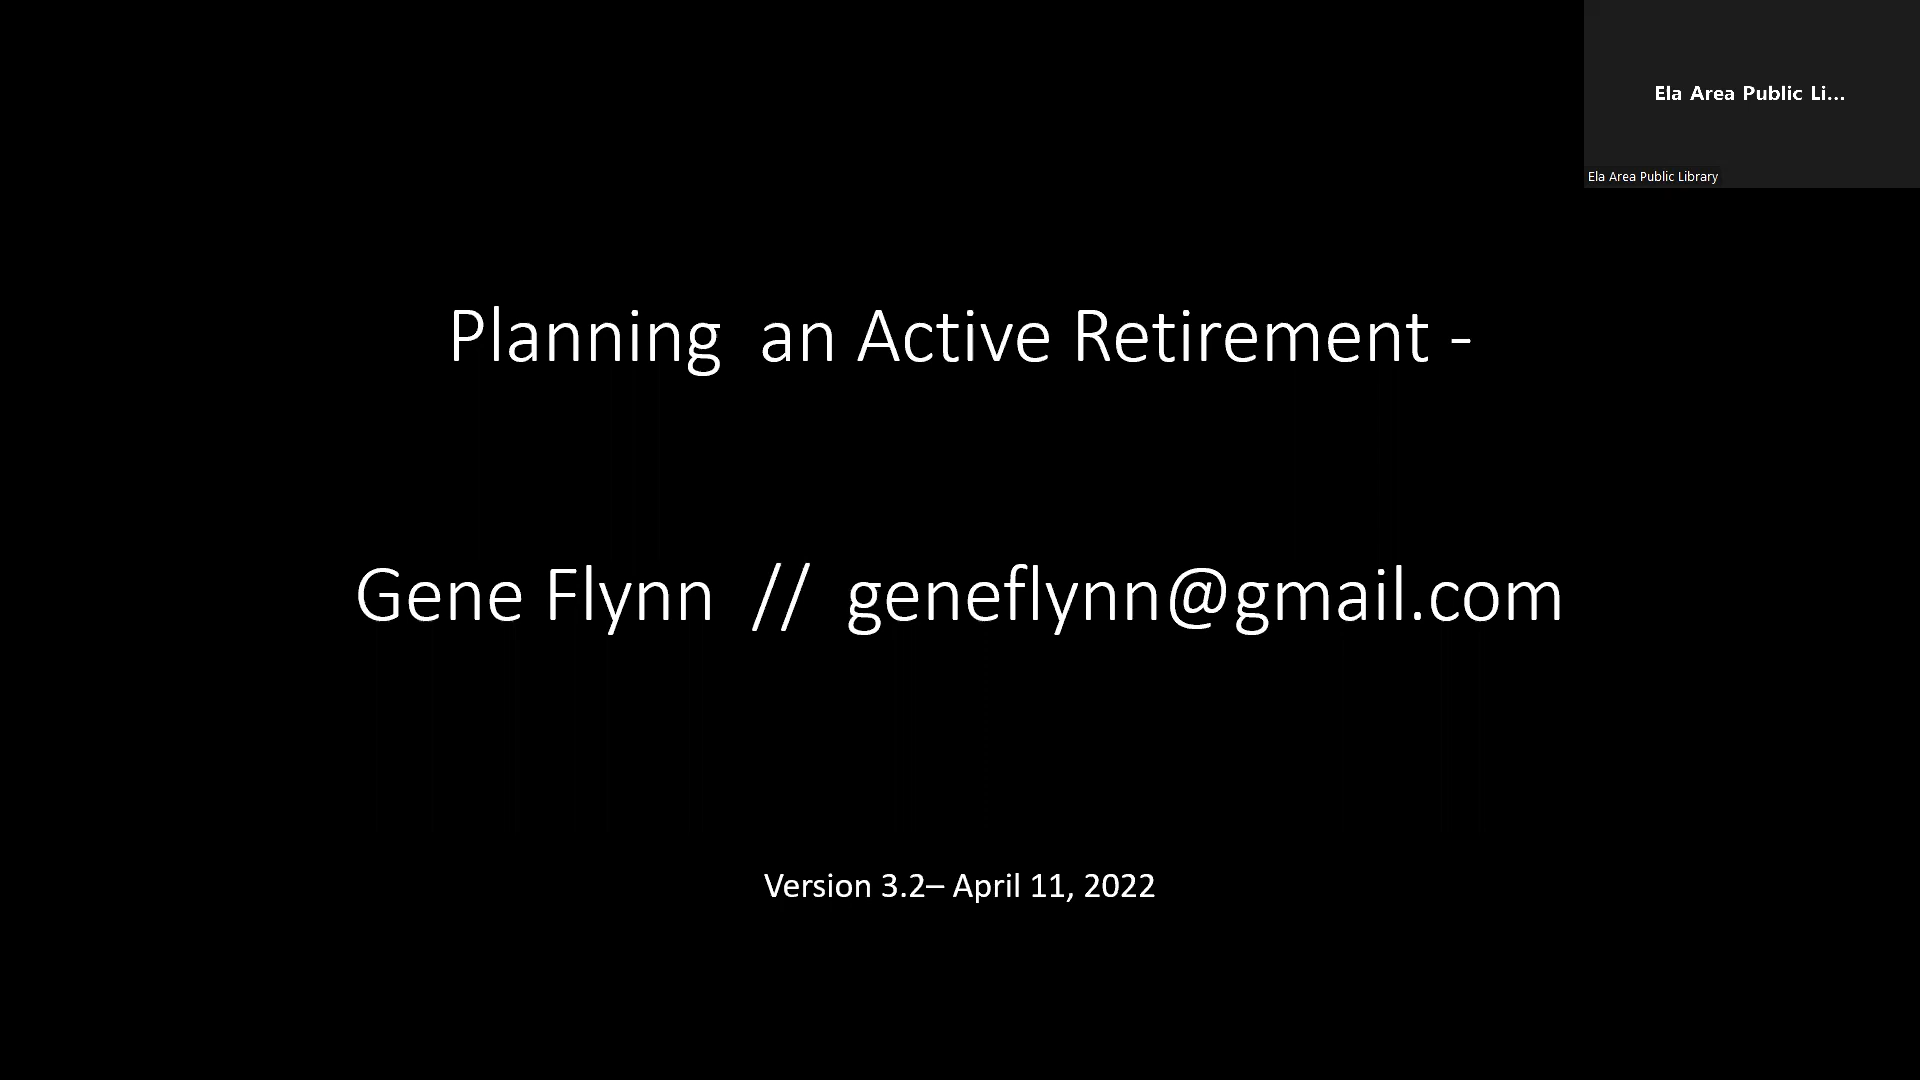 Ela Area Public Li...
Ela Area Public Library
Planning  an Active Retirement -
Gene Flynn  //  geneflynn@gmail.com
Version 3.2– April 11, 2022